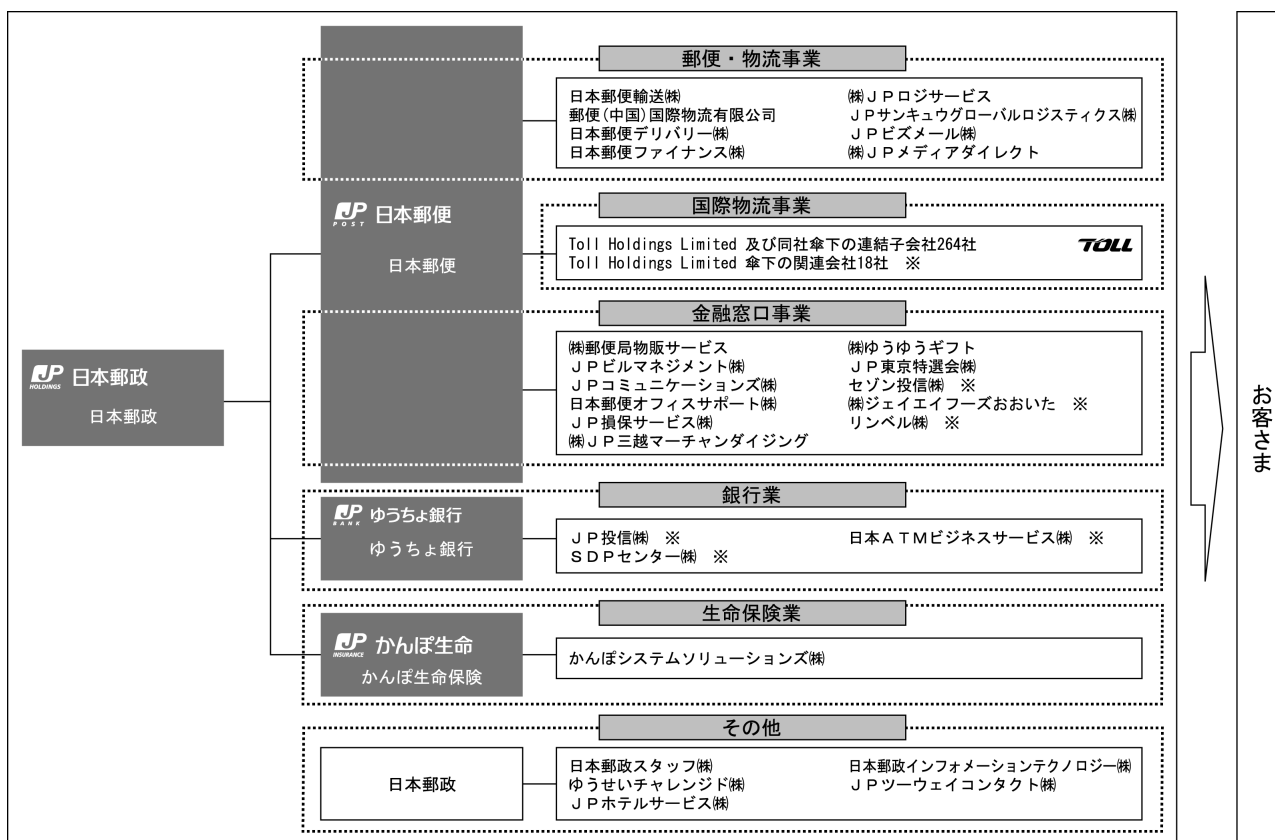 郵便・物流事業
日本郵便輸送㈱　㈱ＪＰロジサービス
郵便(中国)国際物流有限公司　ＪＰサンキュウグローバルロジスティクス㈱
日本郵便デリバリー㈱　ＪＰビズメール㈱
日本郵便ファイナンス㈱　㈱ＪＰメディアダイレクト
JP POST 日本郵便
日本郵便
国際物流事業
Toll Holdings Limited 及び同社傘下の連結子会社264社
Toll Holdings Limited 傘下の関連会社18社　※
TOLL
金融窓口事業
㈱郵便局物販サービス　㈱ゆうゆうギフト
ＪＰビルマネジメント㈱　ＪＰ東京特選会㈱
ＪＰコミュニケーションズ㈱　セゾン投信㈱　※
日本郵便オフィスサポート㈱　㈱ジェイエイフーズおおいた　※
ＪＰ損保サービス㈱　リンベル㈱　※
㈱ＪＰ三越マーチャンダイジング
JP HOLDINGS 日本郵政
日本郵政
銀行業
JP BANK ゆうちょ銀行
ゆうちょ銀行
ＪＰ投信㈱　※　日本ＡＴＭビジネスサービス㈱　※
ＳＤＰセンター㈱　※
生命保険業
JP INSURANCE かんぽ生命
かんぽ生命保険
かんぽシステムソリューションズ㈱
その他
日本郵政
日本郵政スタッフ㈱　日本郵政インフォメーションテクノロジー㈱
ゆうせいチャレンジド㈱　ＪＰツーウェイコンタクト㈱
ＪＰホテルサービス㈱
お客さま